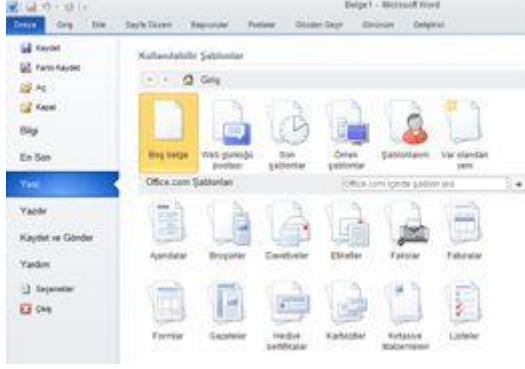 Belge1 - Microsoft Word
Dosya Giriş Ekle Sayfa Düzeni Başvurular Postalar Gözden Geçir Görünüm Geliştirici
Kaydet
Farklı Kaydet
Aç
Kapat
Bilgi
En Son
Yeni
Yazdır
Kaydet ve Gönder
Yardım
Seçenekler
Çıkış
Kullanılabilir Şablonlar
Giriş
Boş belge
Web günlüğü postası
Son şablonlar
Örnek şablonlar
Şablonlarım
Var olandan yeni
Office.com Şablonları
Office.com içinde şablon ara
Ajandalar
Broşürler
Davetiyeler
Etiketler
Fakslar
Faturalar
Formlar
Gazeteler
Hediye sertifikaları
Kartvizitler
Kırtasiye Malzemeleri
Listeler